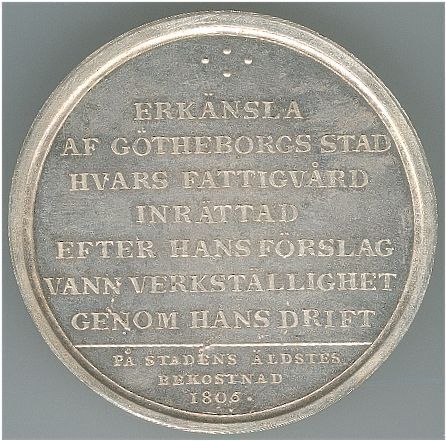 ERKÄNSLA
AF GÖTHEBORGS STAD
HVARS FATTIGVÅRD
INRÄTTAD
EFTER HANS FÖRSLAG
VANN VERKSTÄLLIGHET
GENOM HANS DRIFT
PÅ STADENS ÄLDSTES
BEKOSTNAD
1806.